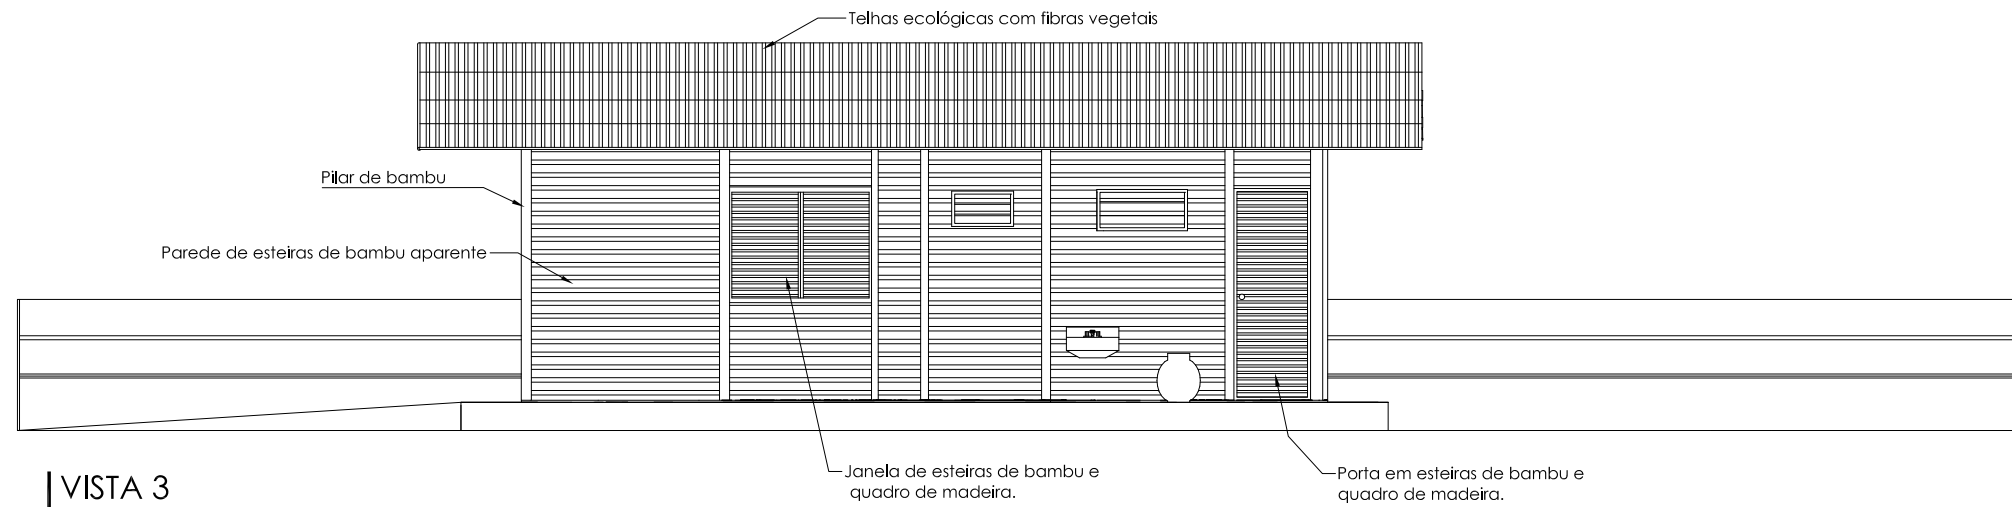 Telhas ecológicas com fibras vegetais
Pilar de bambu
Parede de esteiras de bambu aparente
Janela de esteiras de bambu e
quadro de madeira.
Porta em esteiras de bambu e
quadro de madeira.
VISTA 3